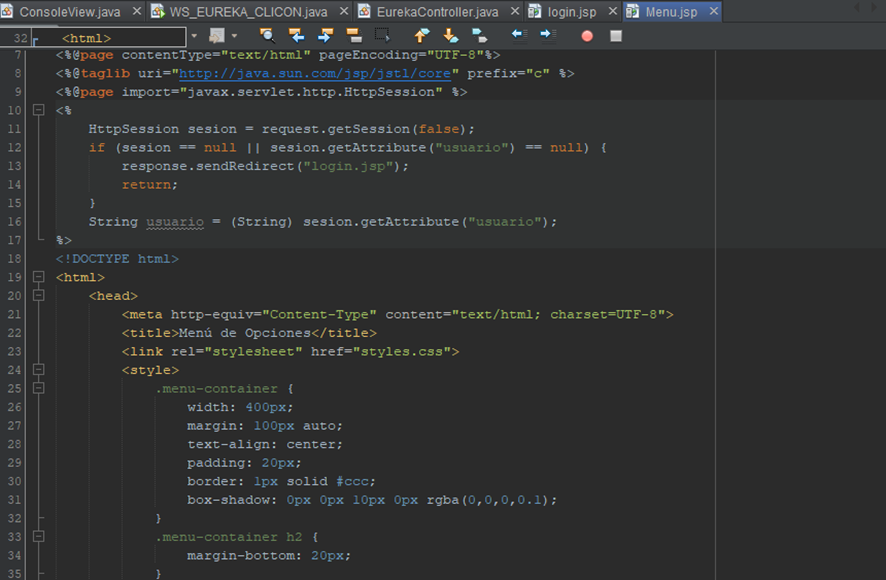 ConsoleView.java WS_EUREKA_CLICON.java EurekaController.java login.jsp Menu.jsp
32 <html>
7 <%@page contentType="text/html" pageEncoding="UTF-8"%>
8 <%@taglib uri="http://java.sun.com/jsp/jstl/core" prefix="c" %>
9 <%@page import="javax.servlet.http.HttpSession" %>
10 <%
11 HttpSession sesion = request.getSession(false);
12 if (sesion == null || sesion.getAttribute("usuario") == null) {
13 response.sendRedirect("login.jsp");
14 return;
15 }
16 String usuario = (String) sesion.getAttribute("usuario");
17 %>
18 <!DOCTYPE html>
19 <html>
20 <head>
21 <meta http-equiv="Content-Type" content="text/html; charset=UTF-8">
22 <title>Menú de Opciones</title>
23 <link rel="stylesheet" href="styles.css">
24 <style>
25 .menu-container {
26 width: 400px;
27 margin: 100px auto;
28 text-align: center;
29 padding: 20px;
30 border: 1px solid #ccc;
31 box-shadow: 0px 0px 10px 0px rgba(0,0,0,0.1);
32 }
33 .menu-container h2 {
34 margin-bottom: 20px;
35 }